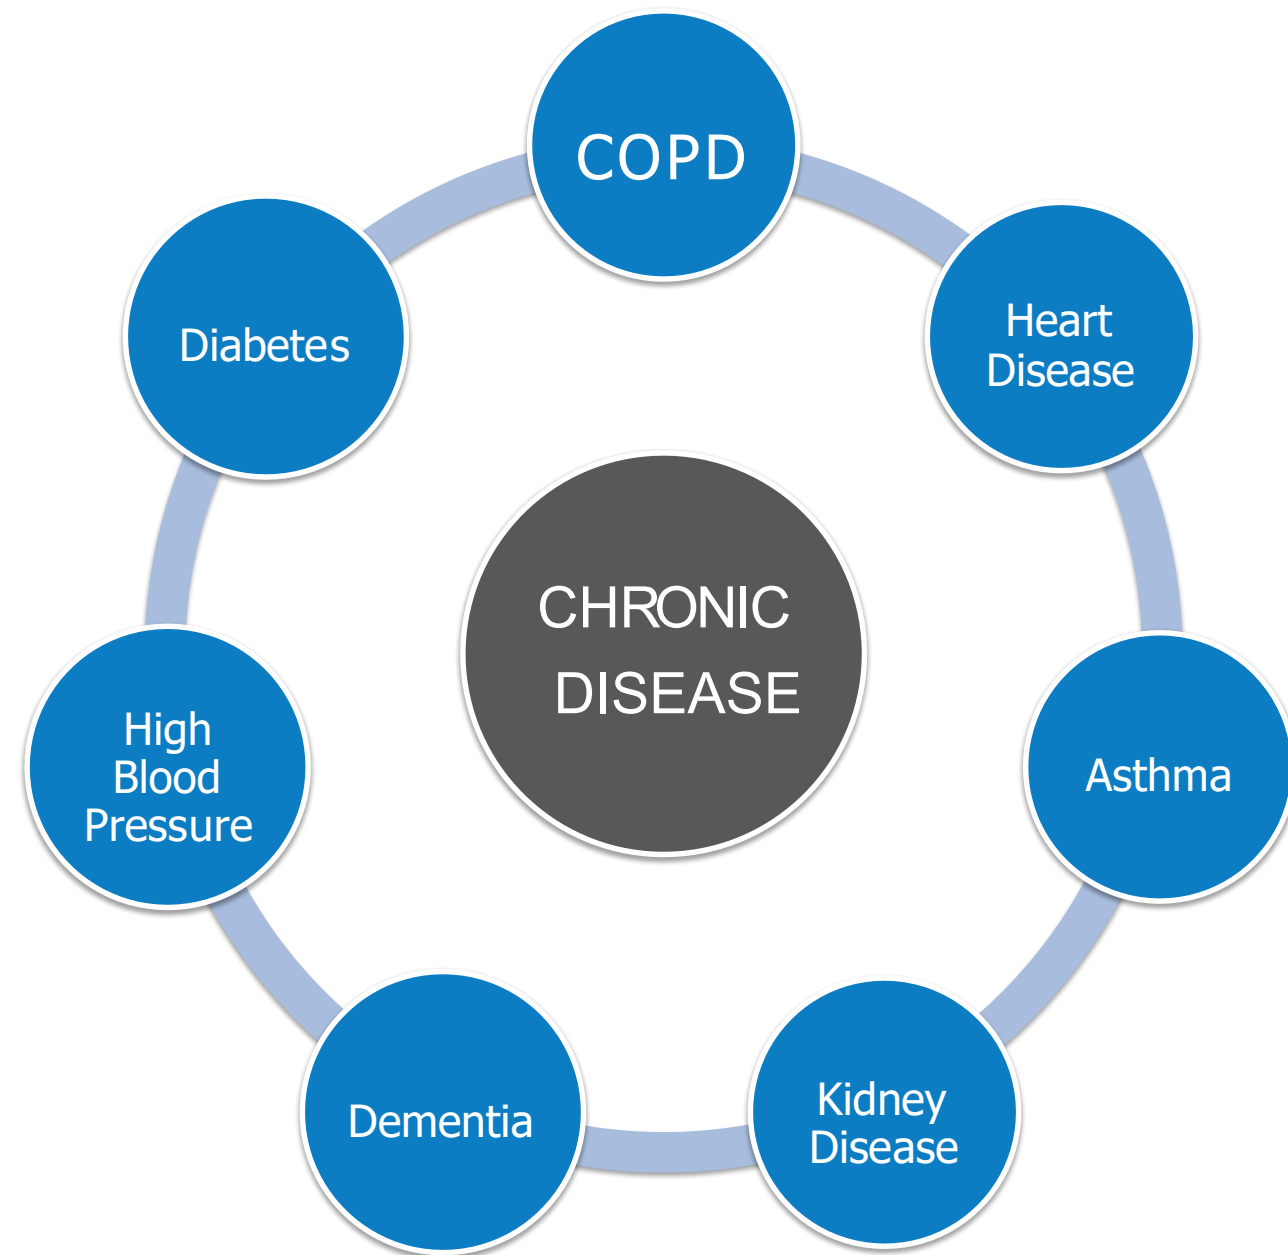 COPD
Heart
Disease
Asthma
Kidney
Disease
Dementia
High
Blood
Pressure
Diabetes
CHRONIC
DISEASE